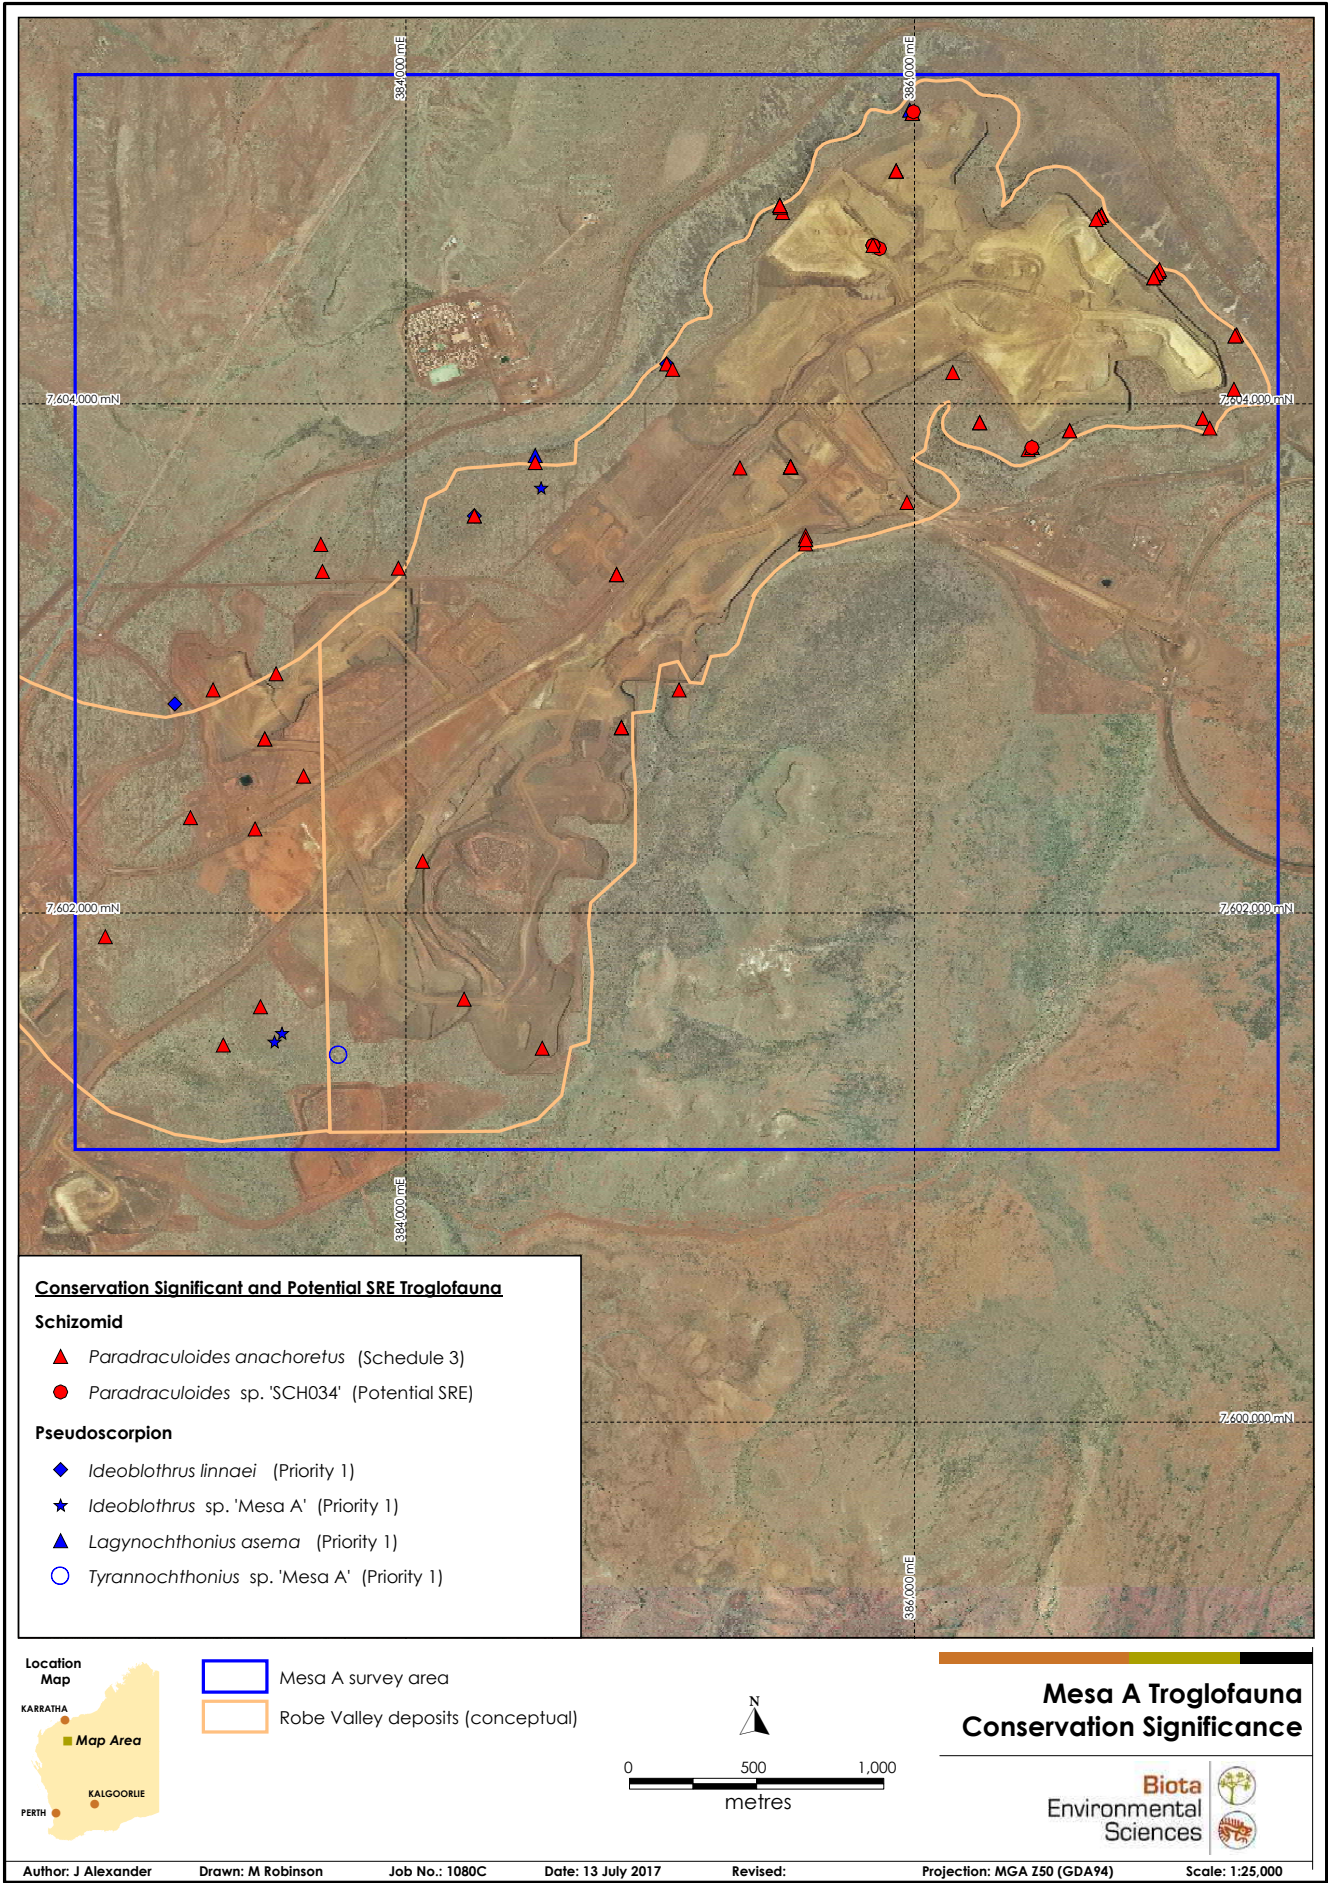 384,000 mE
386,000 mE
7,604,000 mN
7,604,000 mN
7,602,000 mN
7,602,000 mN
384,000 mE
7,600,000 mN
386,000 mE
Conservation Significant and Potential SRE Troglofauna
Schizomid
Paradraculoides anachoretus (Schedule 3)
Paradraculoides sp. 'SCH034' (Potential SRE)
Pseudoscorpion
Ideoblothrus linnaei (Priority 1)
Ideoblothrus sp. 'Mesa A' (Priority 1)
Lagynochthonius asema (Priority 1)
Tyrannochthonius sp. 'Mesa A' (Priority 1)
Location
Map
KARRATHA
Map Area
KALGOORLIE
PERTH
Mesa A survey area
Robe Valley deposits (conceptual)
N
0 500 1,000
metres
Mesa A Troglofauna
Conservation Significance
Biota
Environmental
Sciences
Author: J Alexander Drawn: M Robinson Job No.: 1080C Date: 13 July 2017 Revised: Projection: MGA Z50 (GDA94) Scale: 1:25,000